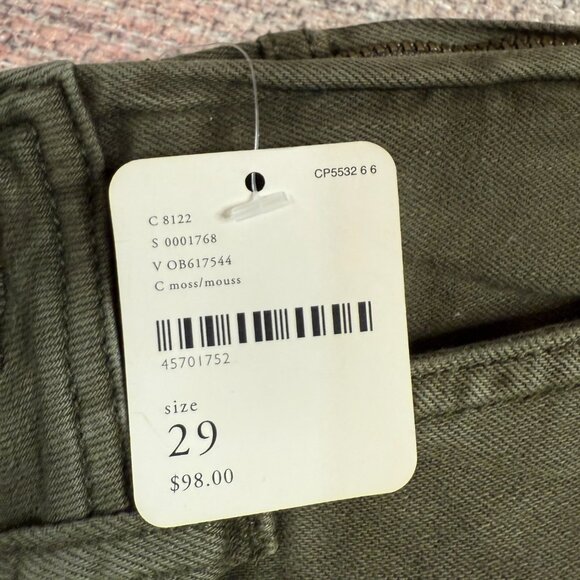 CP5532 6 6
C 8122
S 0001768
V OB617544
C moss/mouss
45701752
size
29
$98.00